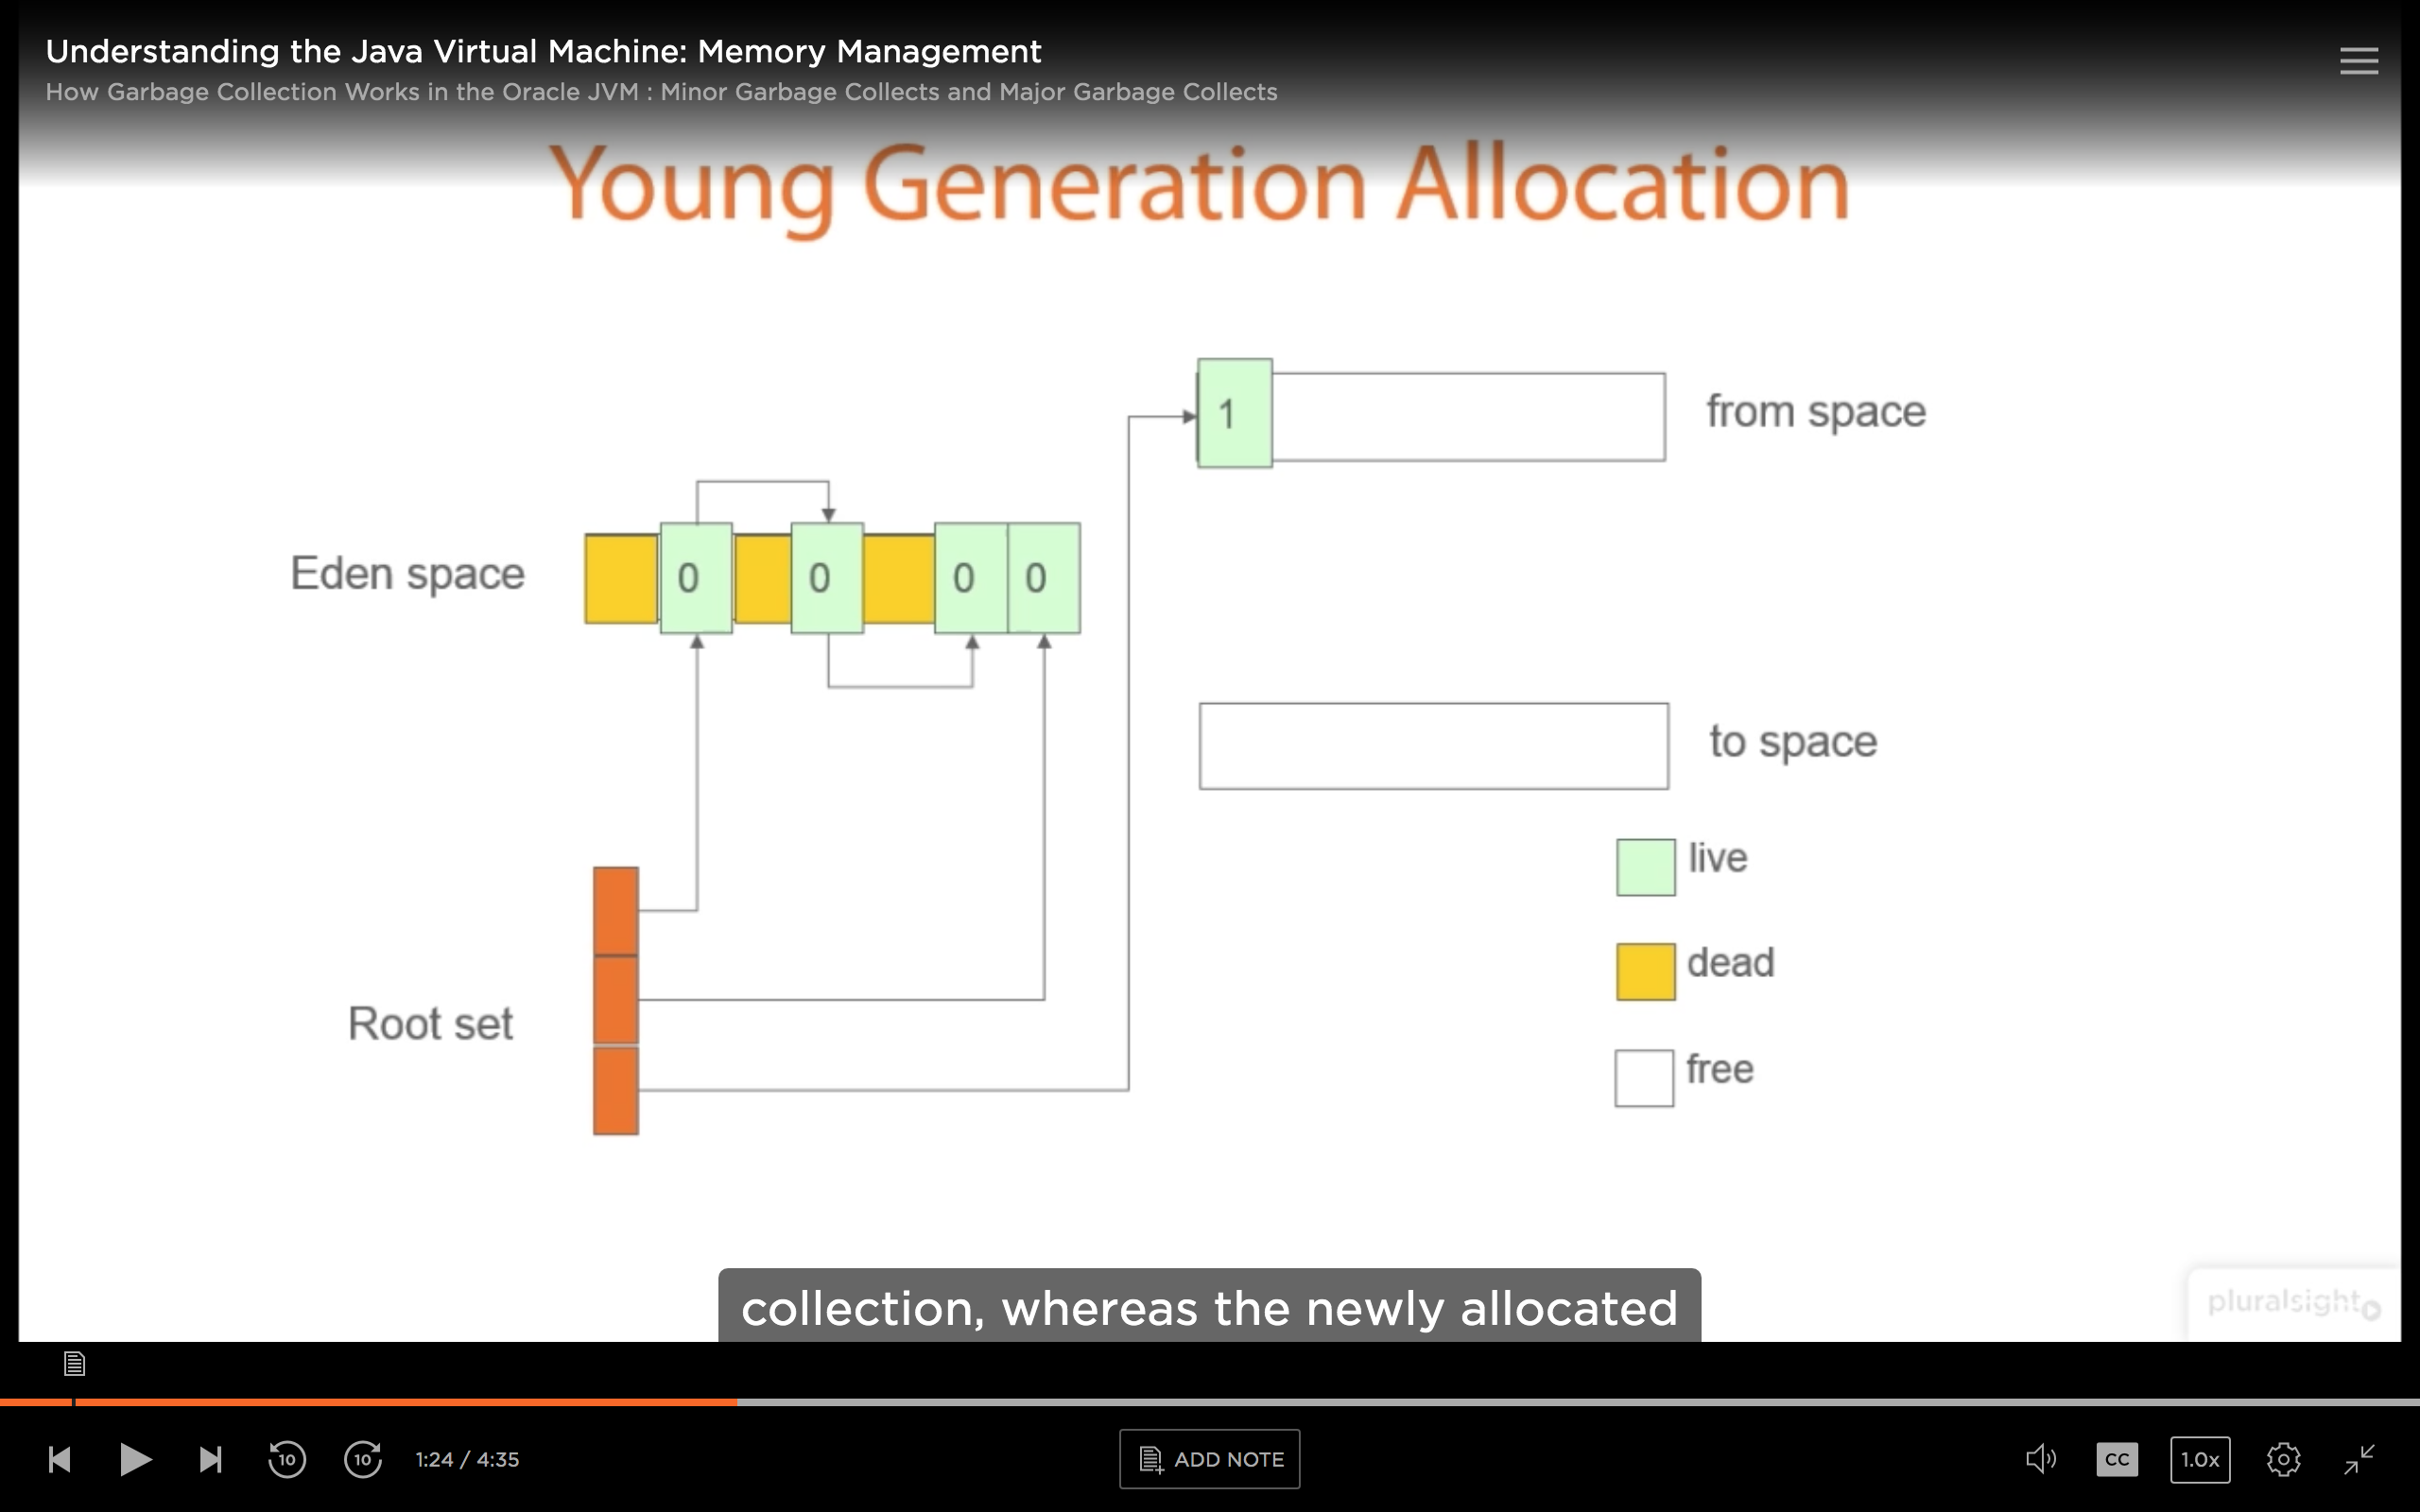 Understanding the Java Virtual Machine: Memory Management
How Garbage Collection Works in the Oracle JVM : Minor Garbage Collects and Major Garbage Collects
Young Generation Allocation
1
from space
Eden space
0 0 0 0
to space
live
dead
Root set
free
collection, whereas the newly allocated
pluralsight
10
10
1:24 / 4:35
ADD NOTE
CC
1.0x